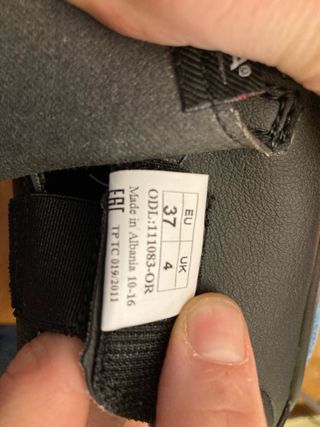 A®
EU UK
37 4
ODL:111083-OR
Made in Albania 10-16
EAC TP TC 019/2011